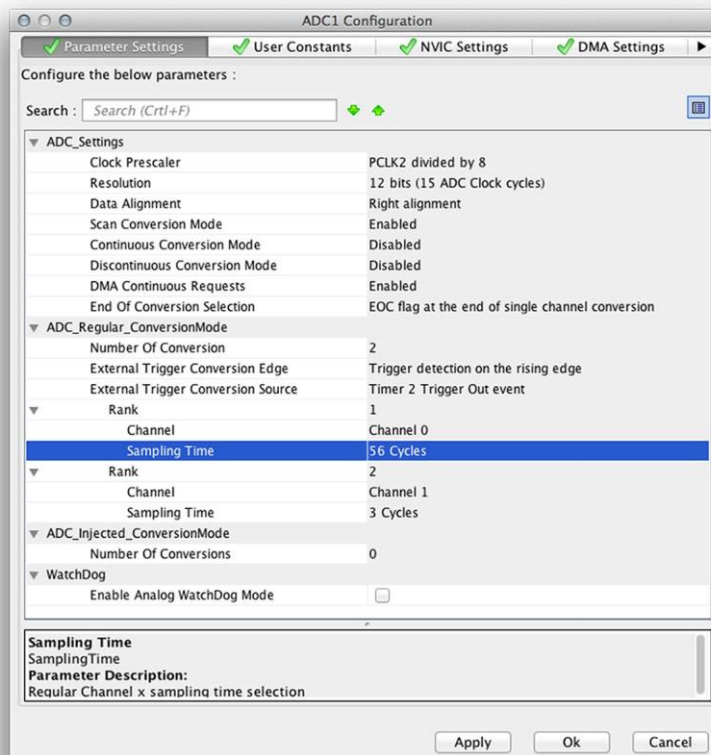 ADC1 Configuration
Parameter Settings User Constants NVIC Settings DMA Settings
Configure the below parameters :
Search : Search (Crtl+F)
ADC_Settings
Clock Prescaler PCLK2 divided by 8
Resolution 12 bits (15 ADC Clock cycles)
Data Alignment Right alignment
Scan Conversion Mode Enabled
Continuous Conversion Mode Disabled
Discontinuous Conversion Mode Disabled
DMA Continuous Requests Enabled
End Of Conversion Selection EOC flag at the end of single channel conversion
ADC_Regular_ConversionMode
Number Of Conversion 2
External Trigger Conversion Edge Trigger detection on the rising edge
External Trigger Conversion Source Timer 2 Trigger Out event
Rank 1
Channel Channel 0
Sampling Time 56 Cycles
Rank 2
Channel Channel 1
Sampling Time 3 Cycles
ADC_Injected_ConversionMode
Number Of Conversions 0
WatchDog
Enable Analog WatchDog Mode
Sampling Time
SamplingTime
Parameter Description:
Regular Channel x sampling time selection
Apply Ok Cancel